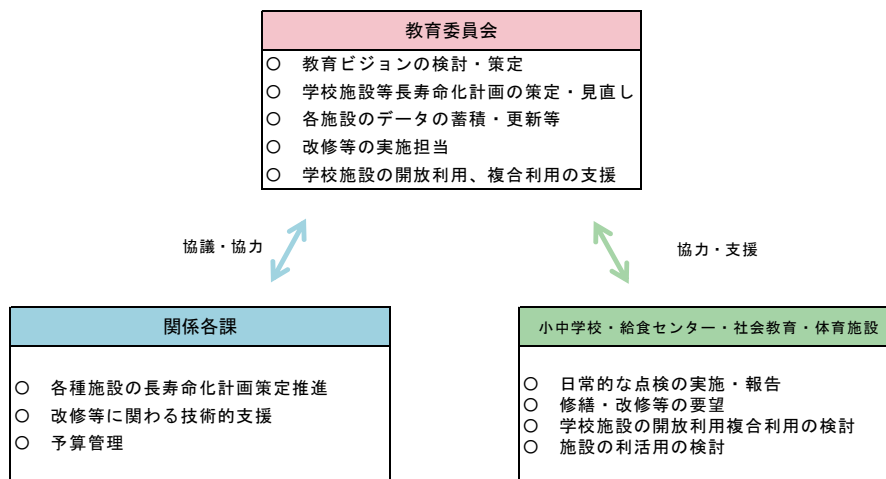 教育委員会
○ 教育ビジョンの検討・策定
○ 学校施設等長寿命化計画の策定・見直し
○ 各施設のデータの蓄積・更新等
○ 改修等の実施担当
○ 学校施設の開放利用、複合利用の支援
協議・協力
協力・支援
関係各課
○ 各種施設の長寿命化計画策定推進
○ 改修等に関わる技術的支援
○ 予算管理
小中学校・給食センター・社会教育・体育施設
○ 日常的な点検の実施・報告
○ 修繕・改修等の要望
○ 学校施設の開放利用複合利用の検討
○ 施設の利活用の検討